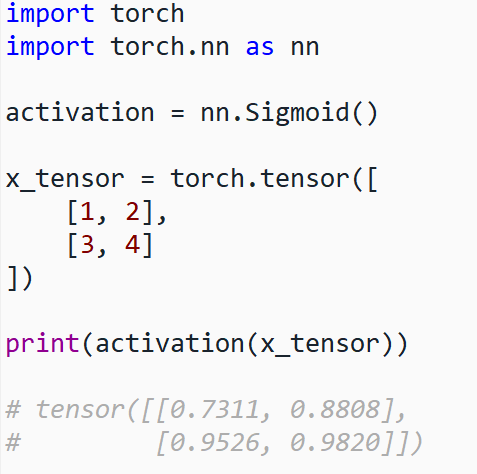 import torch
import torch.nn as nn
activation = nn.Sigmoid()
x_tensor = torch.tensor([
    [1, 2],
    [3, 4]
])
print(activation(x_tensor))
# tensor([[0.7311, 0.8808],
#         [0.9526, 0.9820]])